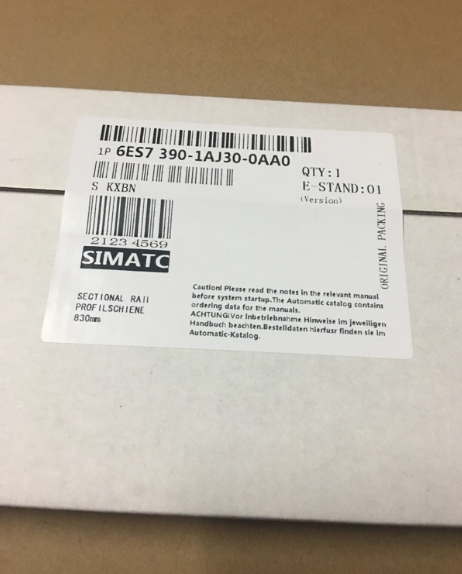 1P 6ES7 390-1AJ30-0AA0
QTY:1
S KXBN
E-STAND:01
(Version)
2123 4569
SIMATC
ORIGINAL PACKING
SECTIONAL RAIl
PROFILSCHIENE
830mm
Caution! Please read the notes in the relevant manual
before system startup.The Automatic catalog contains
ordering data for the manuals.
ACHTUNG!Vor Inbetriebnahme Hinweise im jeweiligen
Handbuch beachten.Bestelldaten hierfusr finden sie im
Automatic-Katalog.